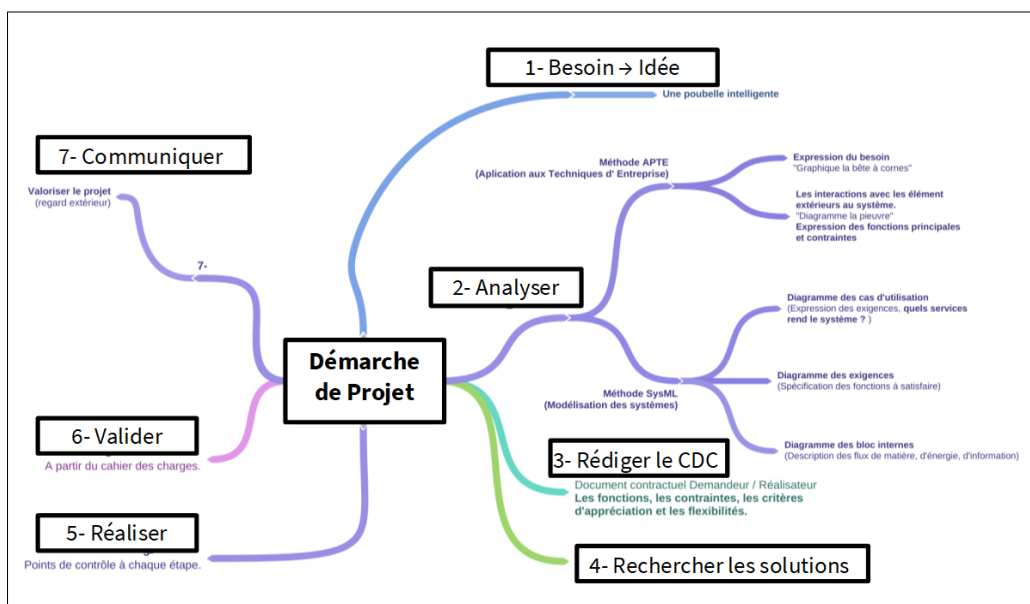 1- Besoin → Idée
Une poubelle intelligente
7- Communiquer
Valoriser le projet
(regard extérieur)
7-
Méthode APTE
(Aplication aux Techniques d' Entreprise)
Expression du besoin
"Graphique la bête à cornes"
Les interactions avec les élément
extérieurs au système.
"Diagramme la pieuvre"
Expression des fonctions principales
et contraintes
2- Analyser
Diagramme des cas d'utilisation
(Expression des exigences, quels services
rend le système ? )
Démarche
de Projet
Méthode SysML
(Modélisation des systèmes)
Diagramme des exigences
(Spécification des fonctions à satisfaire)
Diagramme des bloc internes
(Description des flux de matière, d'énergie, d'information)
3- Rédiger le CDC
Document contractuel Demandeur / Réalisateur
Les fonctions, les contraintes, les critères
d'appréciation et les flexibilités.
4- Rechercher les solutions
6- Valider
A partir du cahier des charges.
5- Réaliser
Points de contrôle à chaque étape.